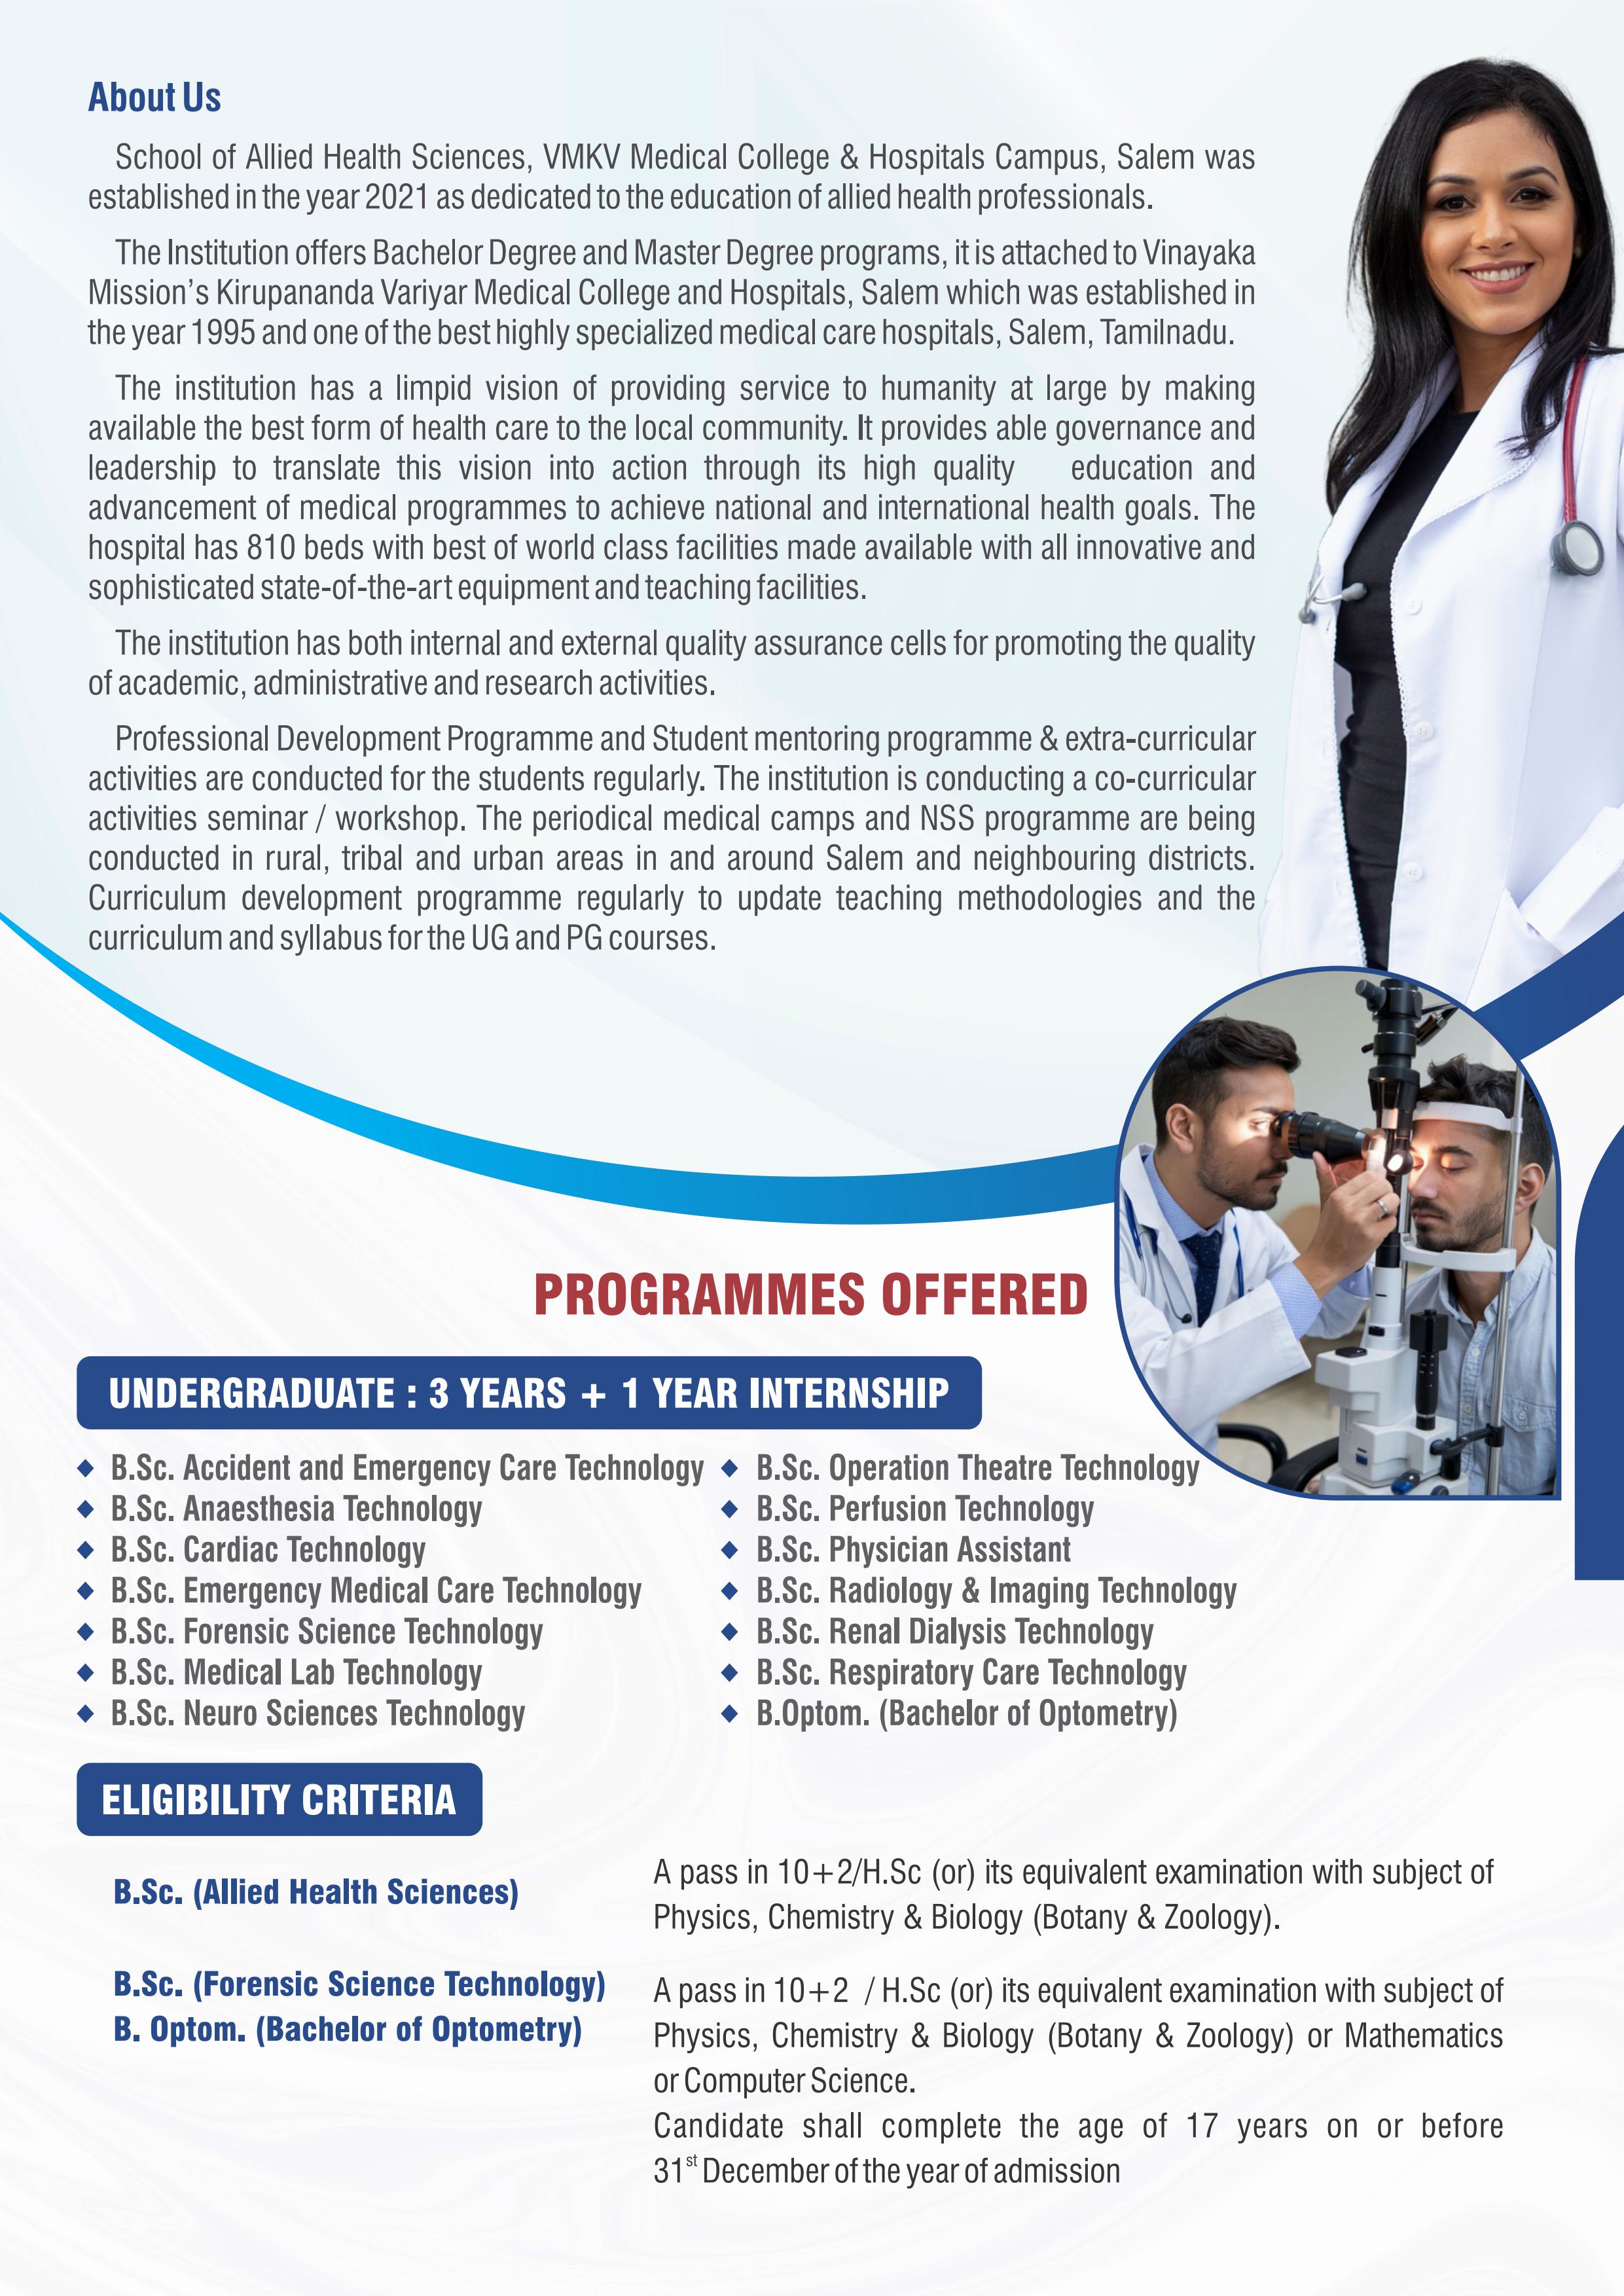 About Us
School of Allied Health Sciences, VMKV Medical College & Hospitals Campus, Salem was
established in the year 2021 as dedicated to the education of allied health professionals.
The Institution offers Bachelor Degree and Master Degree programs, it is attached to Vinayaka
Mission's Kirupananda Variyar Medical College and Hospitals, Salem which was established in
the year 1995 and one of the best highly specialized medical care hospitals, Salem, Tamilnadu.
The institution has a limpid vision of providing service to humanity at large by making
available the best form of health care to the local community. It provides able governance and
leadership to translate this vision into action through its high quality education and
advancement of medical programmes to achieve national and international health goals. The
hospital has 810 beds with best of world class facilities made available with all innovative and
sophisticated state-of-the-art equipment and teaching facilities.
The institution has both internal and external quality assurance cells for promoting the quality
of academic, administrative and research activities.
Professional Development Programme and Student mentoring programme & extra-curricular
activities are conducted for the students regularly. The institution is conducting a co-curricular
activities seminar / workshop. The periodical medical camps and NSS programme are being
conducted in rural, tribal and urban areas in and around Salem and neighbouring districts.
Curriculum development programme regularly to update teaching methodologies and the
curriculum and syllabus for the UG and PG courses.
PROGRAMMES OFFERED
UNDERGRADUATE : 3 YEARS + 1 YEAR INTERNSHIP
◆ B.Sc. Accident and Emergency Care Technology
◆ B.Sc. Anaesthesia Technology
◆ B.Sc. Cardiac Technology
◆ B.Sc. Emergency Medical Care Technology
◆ B.Sc. Forensic Science Technology
◆ B.Sc. Medical Lab Technology
◆ B.Sc. Neuro Sciences Technology
◆ B.Sc. Operation Theatre Technology
◆ B.Sc. Perfusion Technology
◆ B.Sc. Physician Assistant
◆ B.Sc. Radiology & Imaging Technology
◆ B.Sc. Renal Dialysis Technology
◆ B.Sc. Respiratory Care Technology
◆ B.Optom. (Bachelor of Optometry)
ELIGIBILITY CRITERIA
B.Sc. (Allied Health Sciences)
A pass in 10+2/H.Sc (or) its equivalent examination with subject of
Physics, Chemistry & Biology (Botany & Zoology).
B.Sc. (Forensic Science Technology)
B. Optom. (Bachelor of Optometry)
A pass in 10+2 / H.Sc (or) its equivalent examination with subject of
Physics, Chemistry & Biology (Botany & Zoology) or Mathematics
or Computer Science.
Candidate shall complete the age of 17 years on or before
31st December of the year of admission